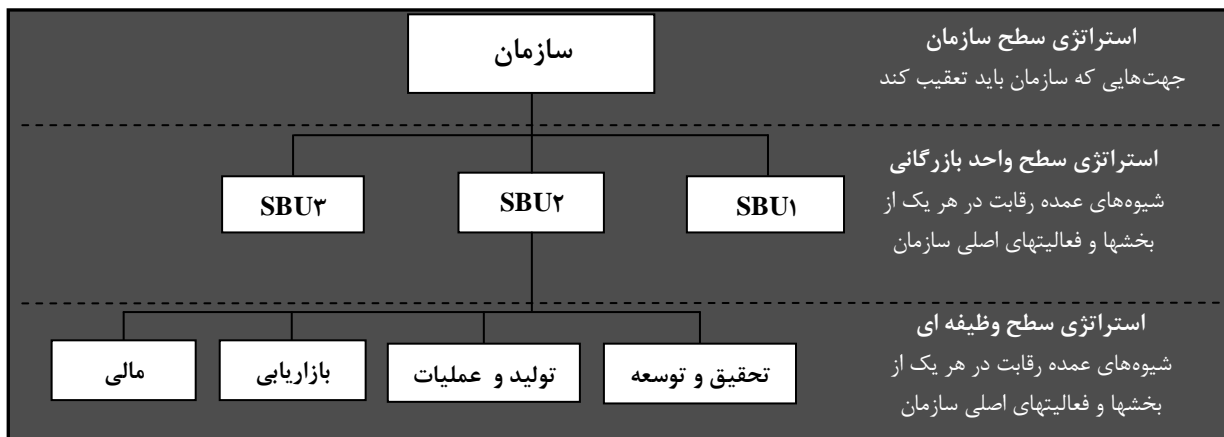 استراتژی سطح سازمان
جهت‌هایی که سازمان باید تعقیب کند
سازمان
استراتژی سطح واحد بازرگانی
شیوه‌های عمده رقابت در هر یک از
بخشها و فعالیتهای اصلی سازمان
SBU۱
SBU۲
SBU۳
استراتژی سطح وظیفه ای
شیوه‌های عمده رقابت در هر یک از
بخشها و فعالیتهای اصلی سازمان
تحقیق و توسعه
تولید و عملیات
بازاریابی
مالی